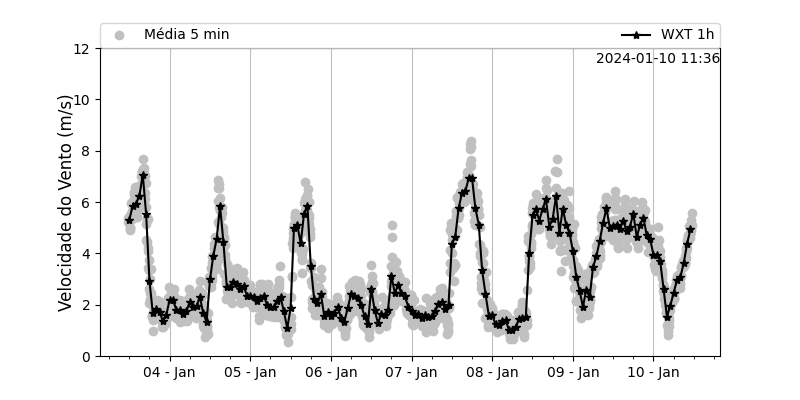 Média 5 min
WXT 1h
2024-01-10 11:36
Velocidade do Vento (m/s)
12
10
8
6
4
2
0
04 - Jan
05 - Jan
06 - Jan
07 - Jan
08 - Jan
09 - Jan
10 - Jan